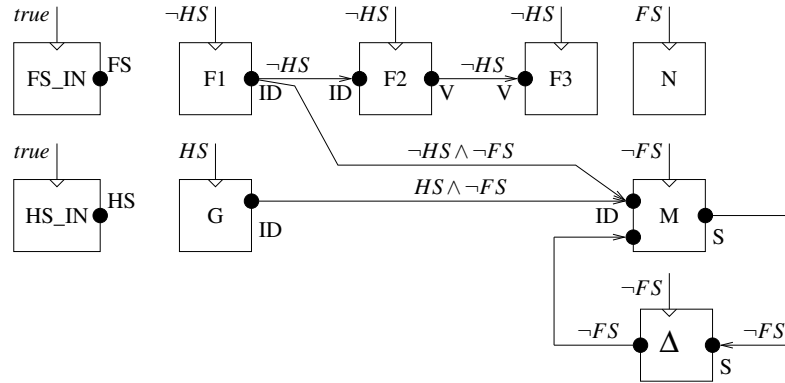 true ¬HS ¬HS ¬HS FS
FS_IN FS F1 ¬HS F2 ¬HS F3 N
ID ID V V
true HS ¬HS ∧ ¬FS ¬FS
HS_IN HS G HS ∧ ¬FS M
ID ID S
¬FS
¬FS Δ ¬FS
S